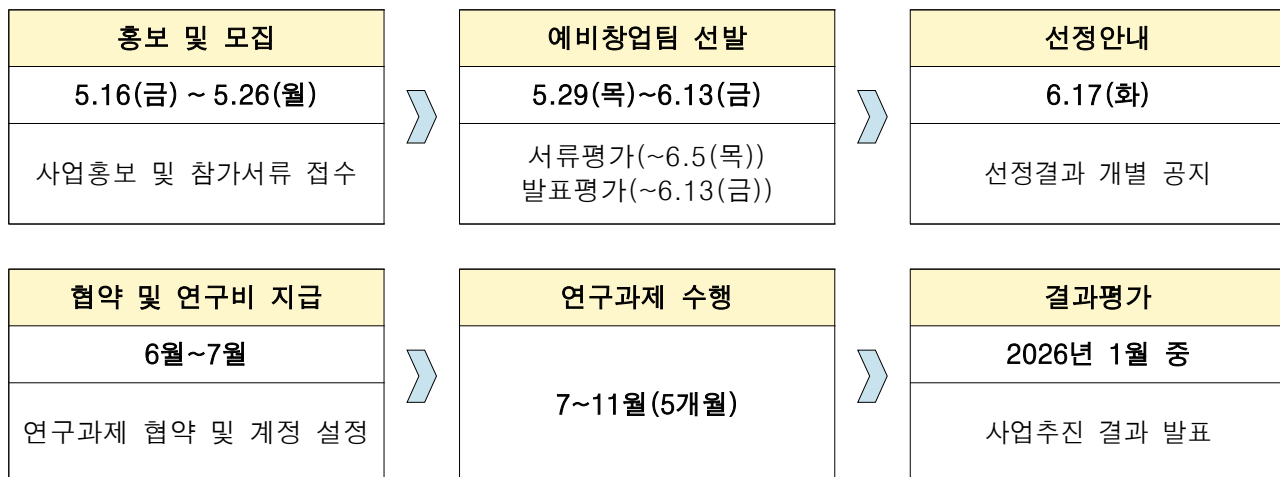 홍보 및 모집
5.16(금) ~ 5.26(월)
사업홍보 및 참가서류 접수
예비창업팀 선발
5.29(목)~6.13(금)
서류평가(~6.5(목))
발표평가(~6.13(금))
선정안내
6.17(화)
선정결과 개별 공지
협약 및 연구비 지급
6월~7월
연구과제 협약 및 계정 설정
연구과제 수행
7~11월(5개월)
결과평가
2026년 1월 중
사업추진 결과 발표